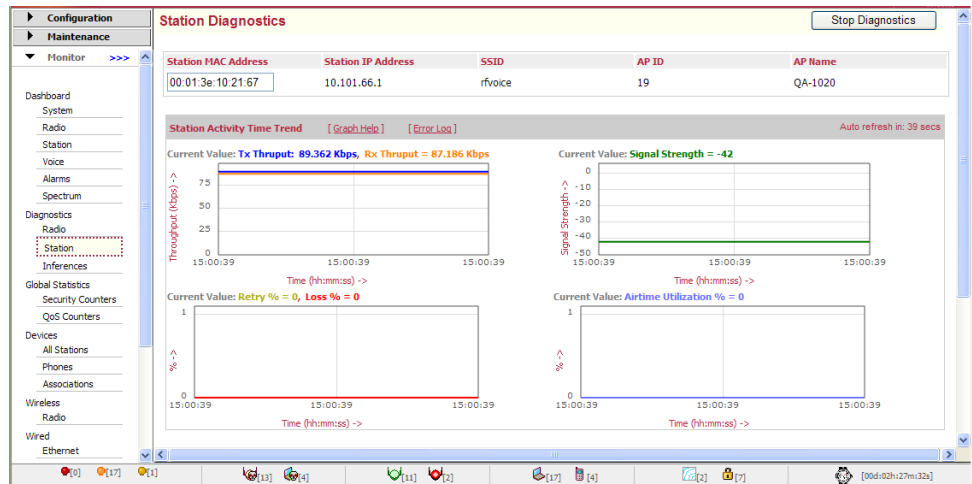 Configuration
Maintenance
Monitor >>>
Dashboard
System
Radio
Station
Voice
Alarms
Spectrum
Diagnostics
Radio
Station
Inferences
Global Statistics
Security Counters
QoS Counters
Devices
All Stations
Phones
Associations
Wireless
Radio
Wired
Ethernet
Station Diagnostics
Stop Diagnostics
Station MAC Address Station IP Address SSID AP ID AP Name
00:01:3e:10:21:67 10.101.66.1 rfvoice 19 QA-1020
Station Activity Time Trend [ Graph Help ] [ Error Log ] Auto refresh in: 39 secs
Current Value: Tx Thruput: 89.362 Kbps, Rx Thruput = 87.186 Kbps
Throughput (Kbps) ->
75
50
25
0
15:00:39 15:00:39 15:00:39
Time (hh:mm:ss) ->
Current Value: Signal Strength = -42
Signal Strength ->
0
-10
-20
-30
-40
-50
15:00:39 15:00:39 15:00:39
Time (hh:mm:ss) ->
Current Value: Retry % = 0, Loss % = 0
% ->
1
0
15:00:39 15:00:39 15:00:39
Time (hh:mm:ss) ->
Current Value: Airtime Utilization % = 0
% ->
1
0
15:00:39 15:00:39 15:00:39
Time (hh:mm:ss) ->
[0] [17] [1] [13] [4] [11] [2] [17] [4] [2] [7] [00d:02h:27m:32s]